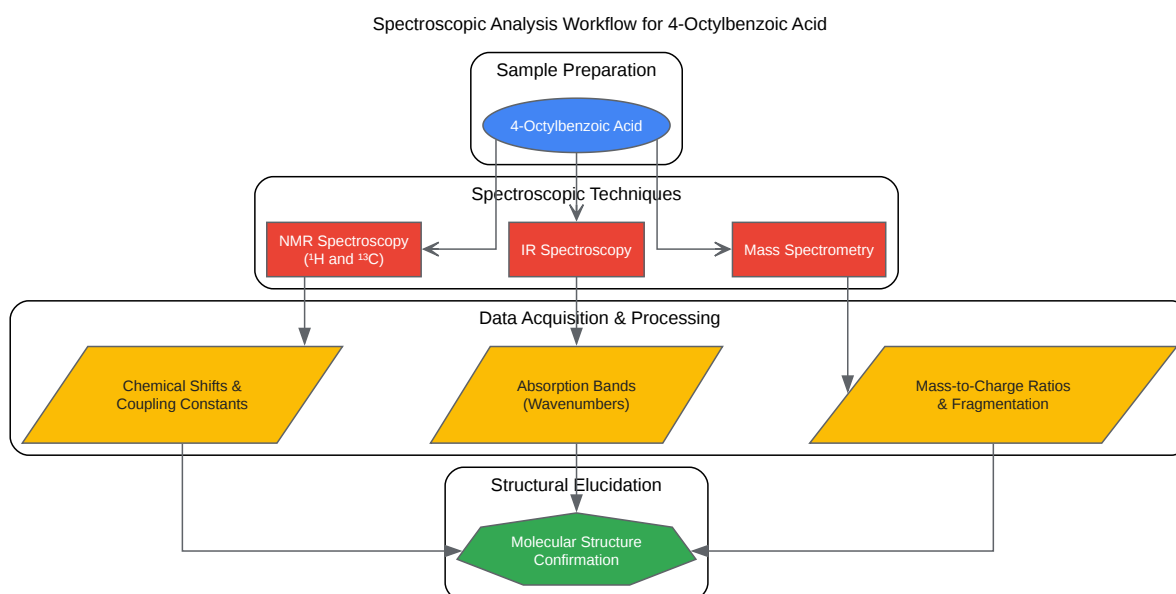 Spectroscopic Analysis Workflow for 4-Octylbenzoic Acid
Sample Preparation
4-Octylbenzoic Acid
Spectroscopic Techniques
NMR Spectroscopy
(¹H and ¹³C)
IR Spectroscopy
Mass Spectrometry
Data Acquisition & Processing
Chemical Shifts &
Coupling Constants
Absorption Bands
(Wavenumbers)
Mass-to-Charge Ratios
& Fragmentation
Structural Elucidation
Molecular Structure
Confirmation